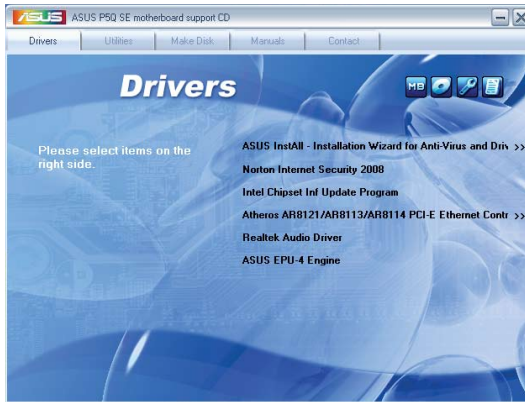 ASUS ASUS P5Q SE motherboard support CD
Drivers Utilities Make Disk Manuals Contact
Drivers
MB
Please select items on the
right side.
ASUS InstAll - Installation Wizard for Anti-Virus and Driv >>
Norton Internet Security 2008
Intel Chipset Inf Update Program
Atheros AR8121/AR8113/AR8114 PCI-E Ethernet Contr >>
Realtek Audio Driver
ASUS EPU-4 Engine